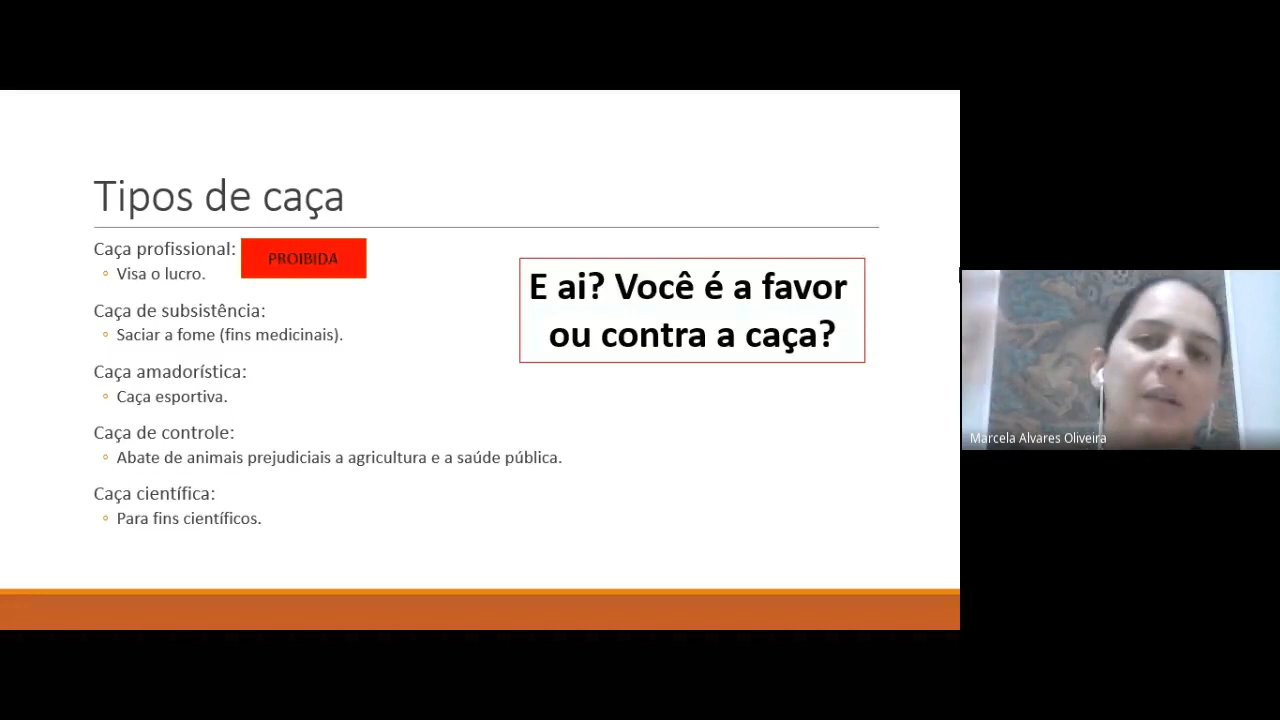 Tipos de caça
Caça profissional:
PROIBIDA
Visa o lucro.
Caça de subsistência:
Saciar a fome (fins medicinais).
Caça amadorística:
Caça esportiva.
Caça de controle:
Abate de animais prejudiciais a agricultura e a saúde pública.
Caça científica:
Para fins científicos.
E ai? Você é a favor
ou contra a caça?
Marcela Alvares Oliveira